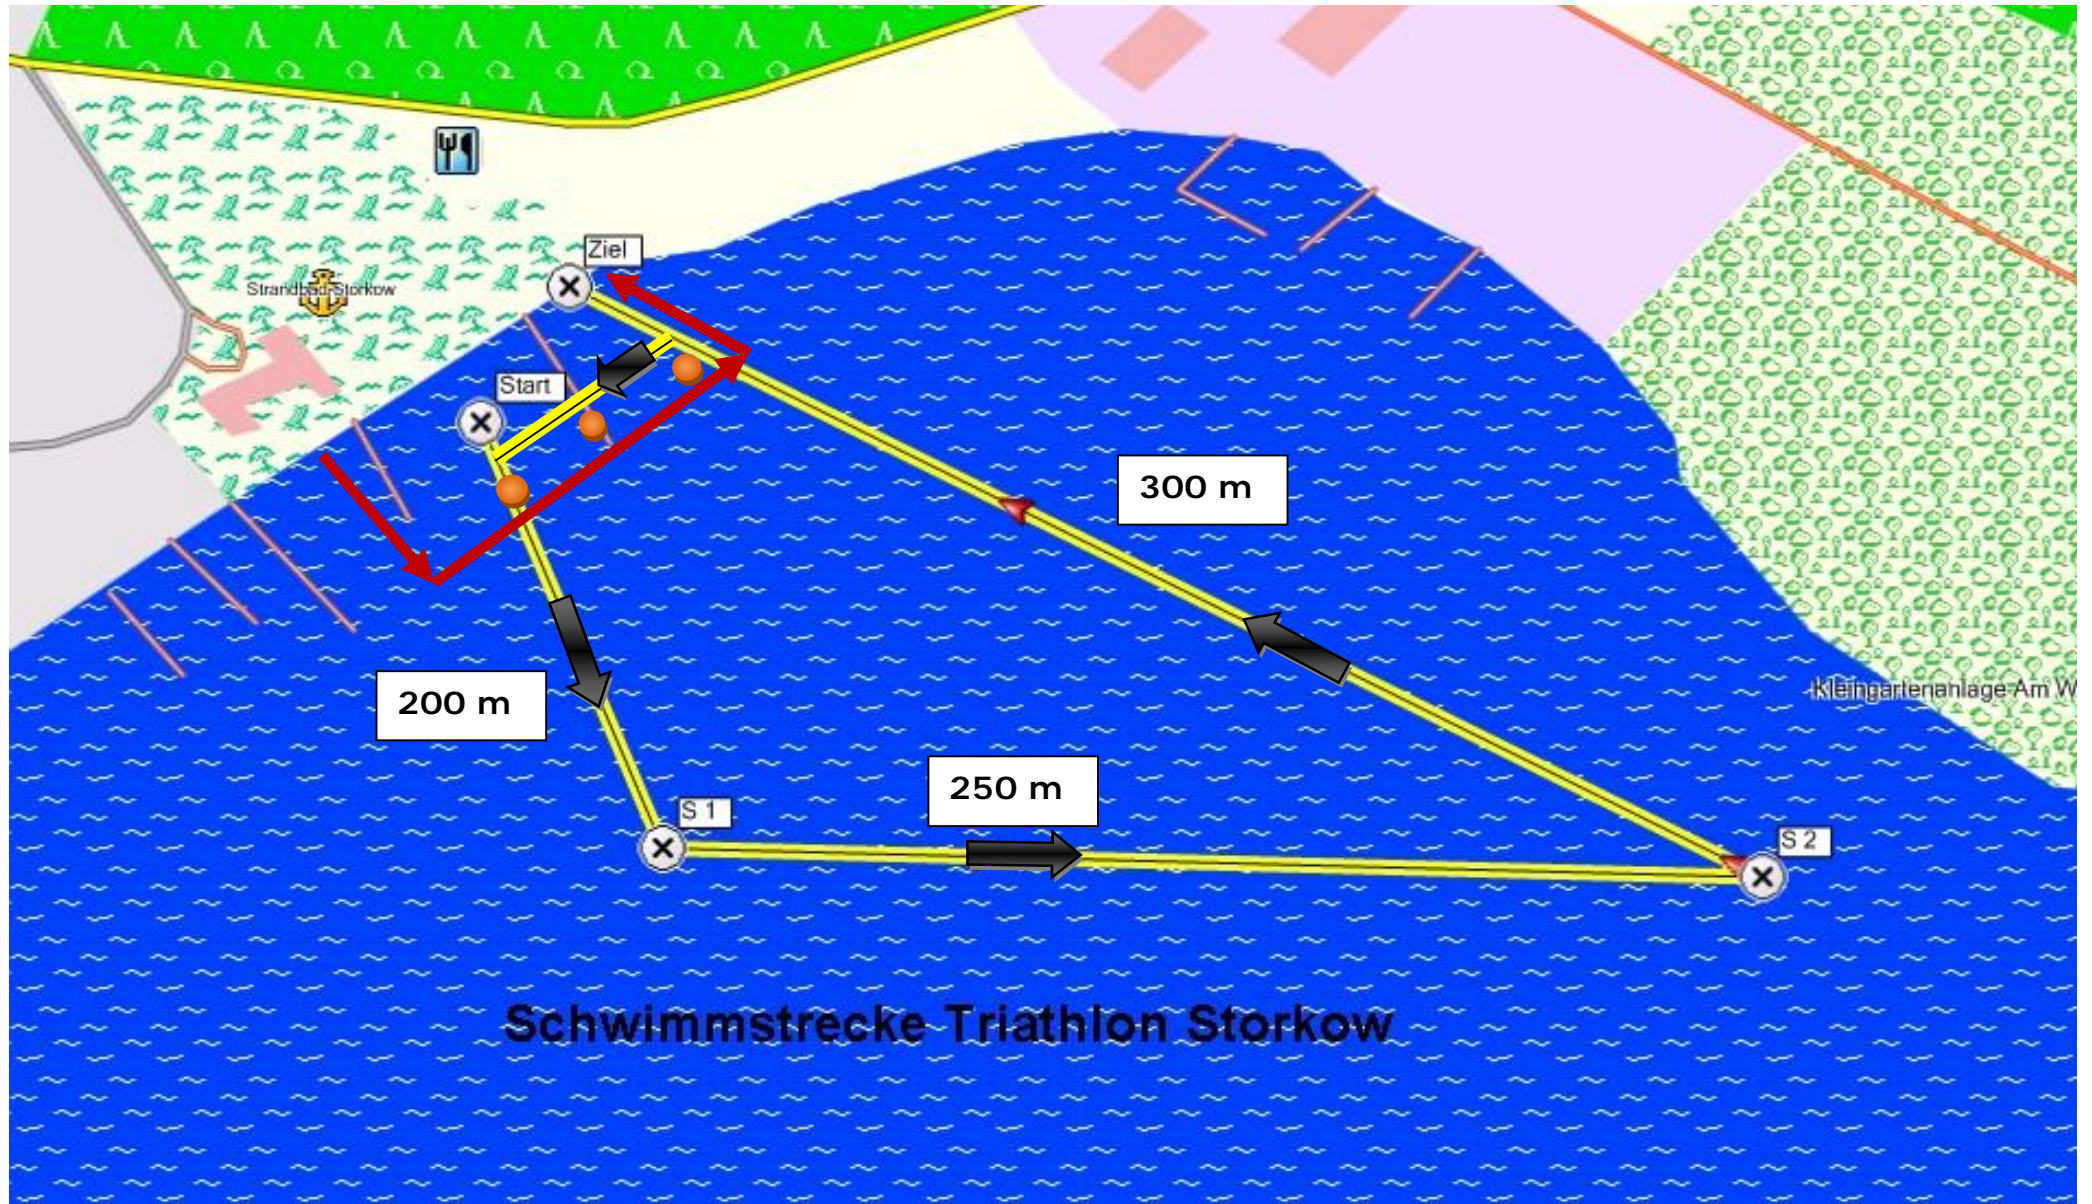 Ziel
Strandbad Storkow
Start
300 m
200 m
Kleingartenanlage Am W
250 m
S 1
S 2
Schwimmstrecke Triathlon Storkow